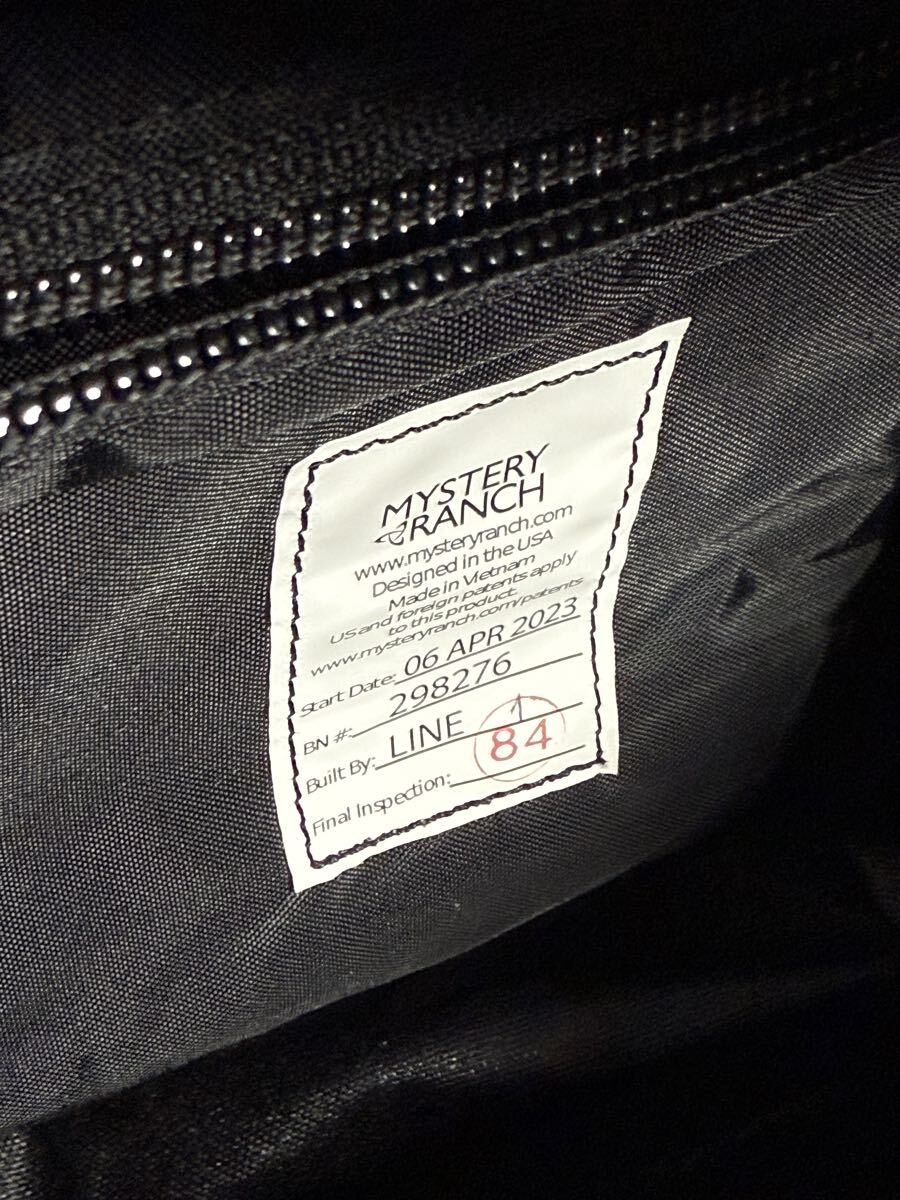 MYSTERY
RANCH
www.mysteryranch.com
Designed in the USA
Made in Vietnam
US and foreign patents apply
to this product.
www.mysteryranch.com/patents
Start Date: 06 APR 2023
BN #: 298276
Built By: LINE 1
Final Inspection: 84